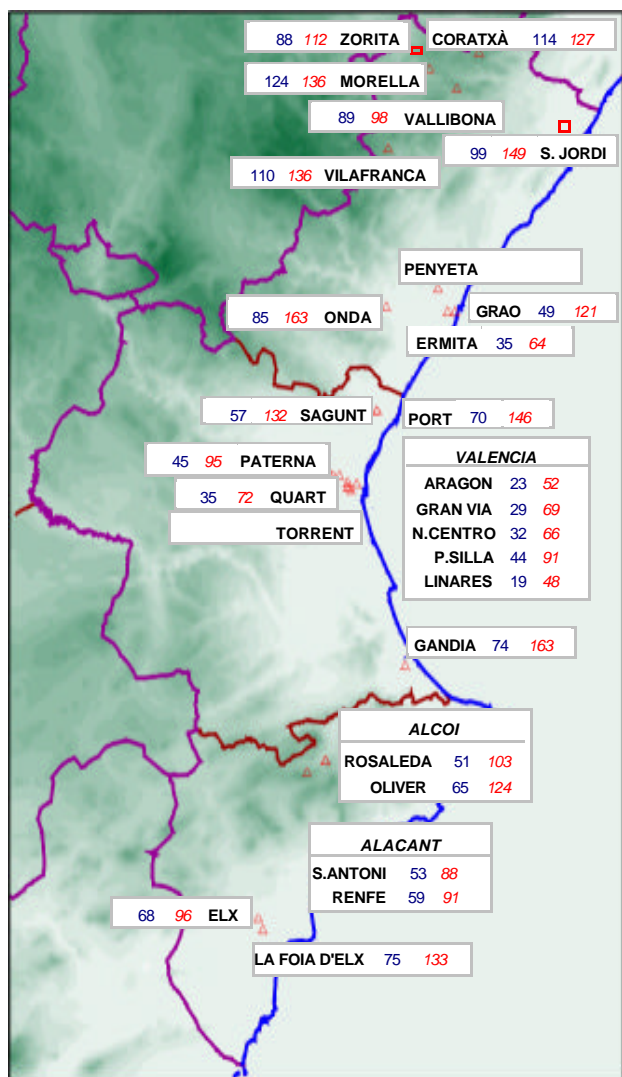 88 112 ZORITA
CORATXÀ 114 127
124 136 MORELLA
89 98 VALLIBONA
99 149 S. JORDI
110 136 VILAFRANCA
PENYETA
85 163 ONDA
GRAO 49 121
ERMITA 35 64
57 132 SAGUNT
PORT 70 146
45 95 PATERNA
35 72 QUART
TORRENT
VALENCIA
ARAGON 23 52
GRAN VIA 29 69
N.CENTRO 32 66
P.SILLA 44 91
LINARES 19 48
GANDIA 74 163
ALCOI
ROSALEDA 51 103
OLIVER 65 124
ALACANT
S.ANTONI 53 88
RENFE 59 91
68 96 ELX
LA FOIA D'ELX 75 133